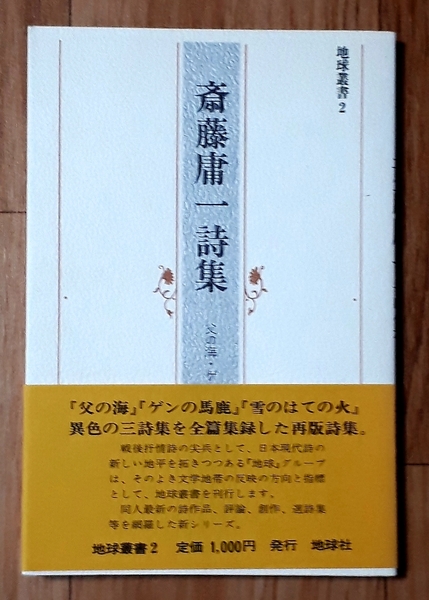 地球叢書2
斎藤庸一詩集
父の海・
『父の海』『ゲンの馬鹿』『雪のはての火』
異色の三詩集を全篇集録した再版詩集。
戦後抒情詩の尖兵として、日本現代詩の
新しい地平を拓きつつある『地球』グループ
は、そのよき文学地帯の反映の方向と指標
として、地球叢書を刊行します。
同人最新の詩作品、評論、創作、選詩集
等を網羅した新シリーズ。
地球叢書2 定価 1,000円 発行 地球社